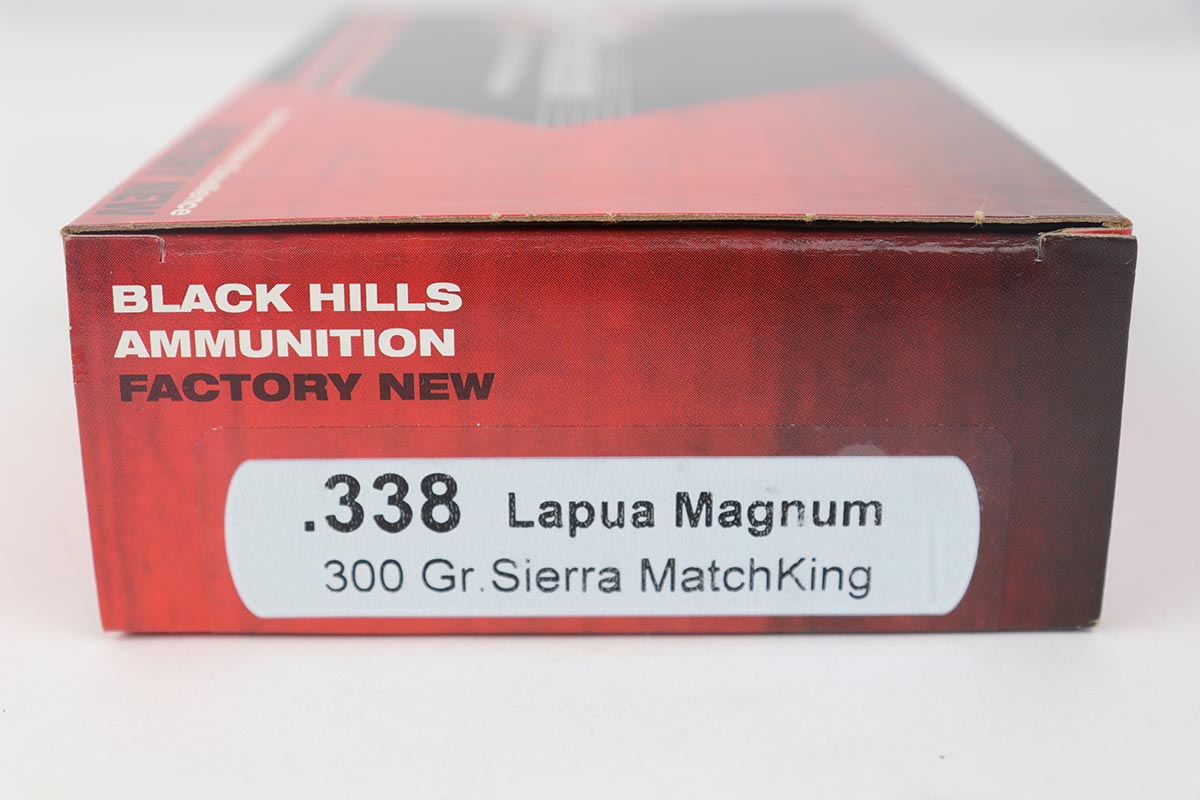 BLACK HILLS
AMMUNITION
FACTORY NEW
.338 Lapua Magnum
300 Gr.Sierra MatchKing